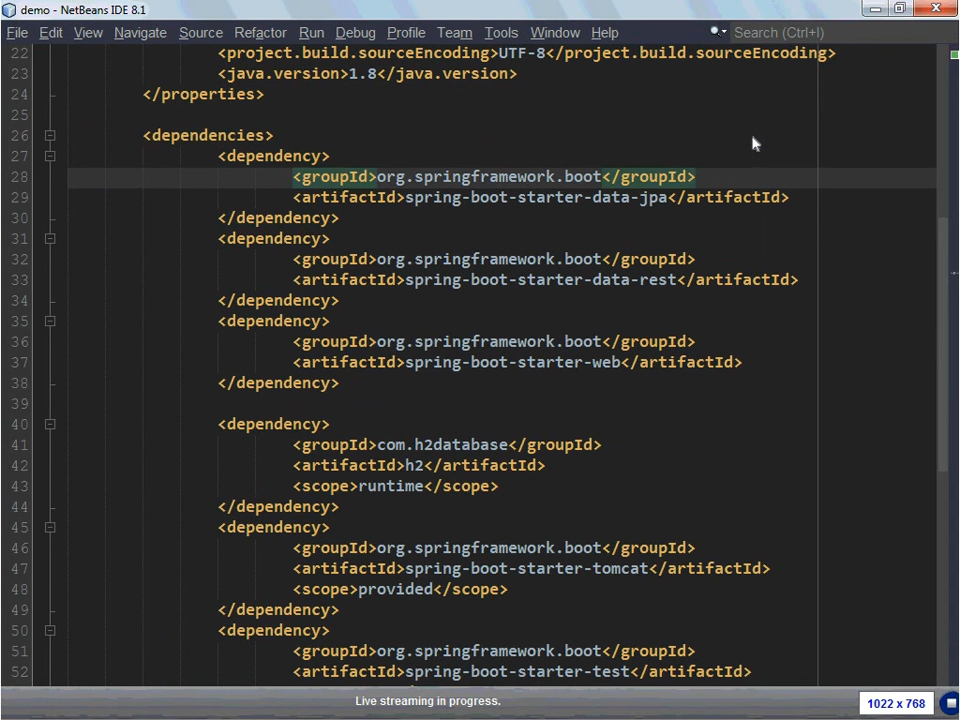 demo - NetBeans IDE 8.1
File Edit View Navigate Source Refactor Run Debug Profile Team Tools Window Help Search (Ctrl+I)
22 <project.build.sourceEncoding>UTF-8</project.build.sourceEncoding>
23 <java.version>1.8</java.version>
24 </properties>
25
26 <dependencies>
27 <dependency>
28 <groupId>org.springframework.boot</groupId>
29 <artifactId>spring-boot-starter-data-jpa</artifactId>
30 </dependency>
31 <dependency>
32 <groupId>org.springframework.boot</groupId>
33 <artifactId>spring-boot-starter-data-rest</artifactId>
34 </dependency>
35 <dependency>
36 <groupId>org.springframework.boot</groupId>
37 <artifactId>spring-boot-starter-web</artifactId>
38 </dependency>
39
40 <dependency>
41 <groupId>com.h2database</groupId>
42 <artifactId>h2</artifactId>
43 <scope>runtime</scope>
44 </dependency>
45 <dependency>
46 <groupId>org.springframework.boot</groupId>
47 <artifactId>spring-boot-starter-tomcat</artifactId>
48 <scope>provided</scope>
49 </dependency>
50 <dependency>
51 <groupId>org.springframework.boot</groupId>
52 <artifactId>spring-boot-starter-test</artifactId>
Live streaming in progress.
1022 x 768